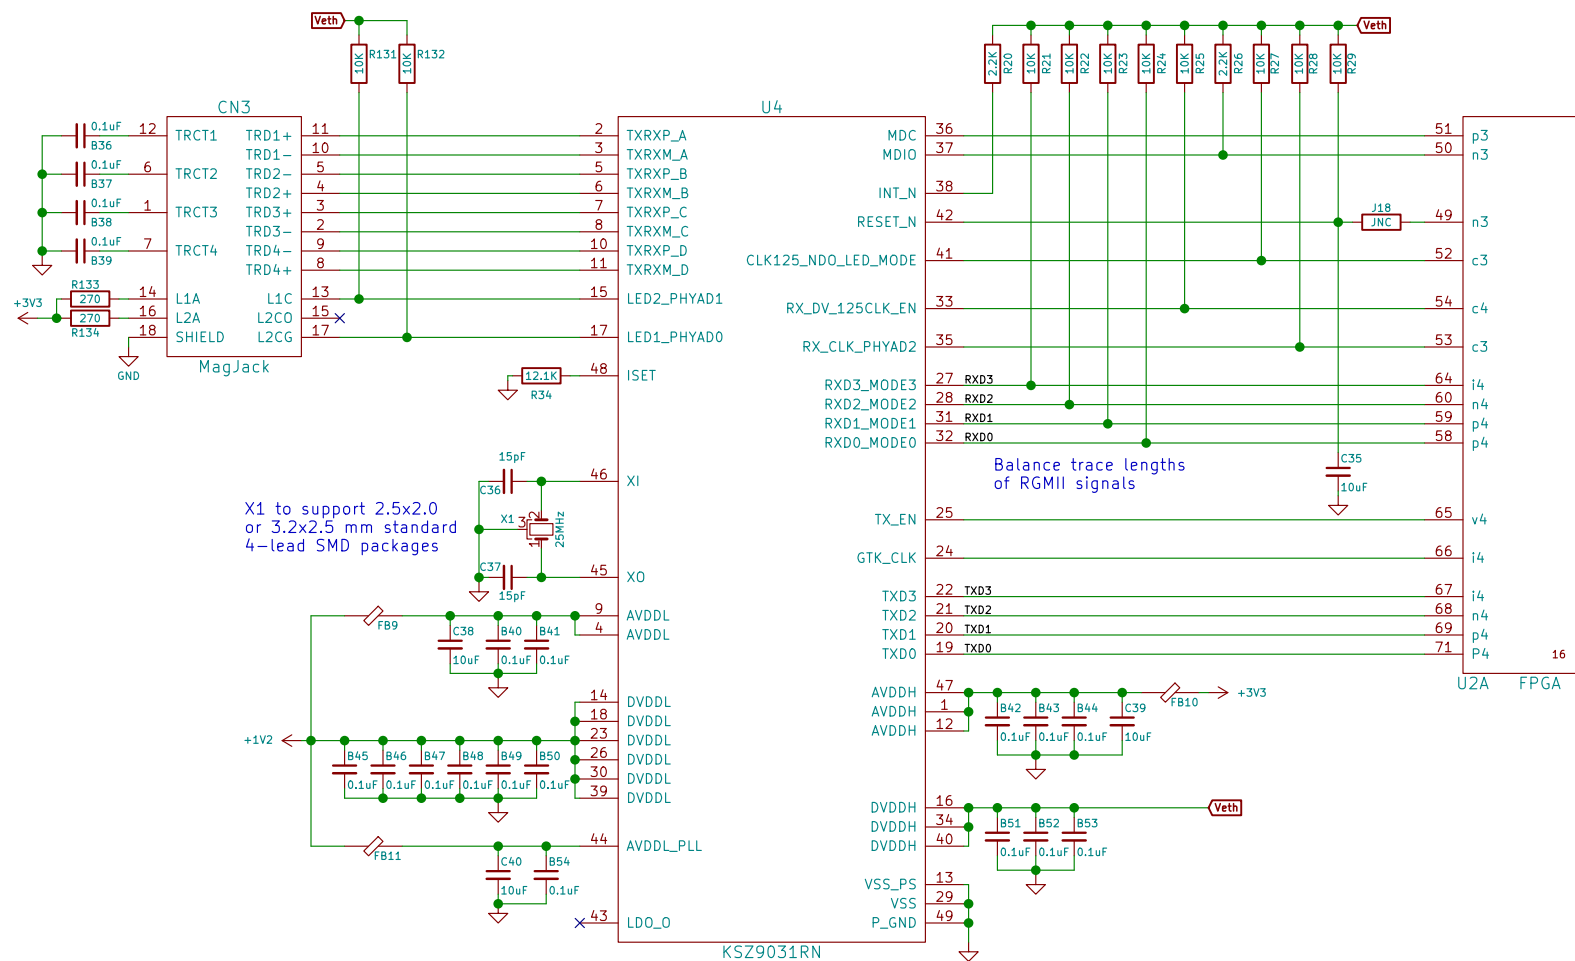 Veth
R131
10K
R132
10K
Veth
2.2K
R20
10K
R21
10K
R22
10K
R23
10K
R24
10K
R25
2.2K
R26
10K
R27
10K
R28
10K
R29
CN3
12 TRCT1 TRD1+ 11
TRD1- 10
6 TRCT2 TRD2- 5
TRD2+ 4
1 TRCT3 TRD3+ 3
TRD3- 2
7 TRCT4 TRD4- 9
TRD4+ 8
14 L1A L1C 13
16 L2A L2CO 15
18 SHIELD L2CG 17
MagJack
0.1uF
B36
0.1uF
B37
0.1uF
B38
0.1uF
B39
R133
270
+3V3
270
R134
GND
U4
2 TXRXP_A MDC 36
3 TXRXM_A MDIO 37
5 TXRXP_B
6 TXRXM_B INT_N 38
7 TXRXP_C RESET_N 42
8 TXRXM_C
10 TXRXP_D CLK125_NDO_LED_MODE 41
11 TXRXM_D
15 LED2_PHYAD1 RX_DV_125CLK_EN 33
17 LED1_PHYAD0 RX_CLK_PHYAD2 35
48 ISET RXD3_MODE3 27 RXD3
RXD2_MODE2 28 RXD2
RXD1_MODE1 31 RXD1
RXD0_MODE0 32 RXD0
12.1K
R34
46 XI
TX_EN 25
GTK_CLK 24
45 XO
TXD3 22 TXD3
9 AVDDL TXD2 21 TXD2
4 AVDDL TXD1 20 TXD1
TXD0 19 TXD0
14 DVDDL AVDDH 47
18 DVDDL AVDDH 1
23 DVDDL AVDDH 12
26 DVDDL
30 DVDDL
39 DVDDL DVDDH 16
DVDDH 34
44 AVDDL_PLL DVDDH 40
VSS_PS 13
VSS 29
43 LDO_O P_GND 49
KSZ9031RN
15pF
C36
X1
3
2
1
25MHz
C37
15pF
X1 to support 2.5x2.0
or 3.2x2.5 mm standard
4-lead SMD packages
FB9
C38
10uF
B40
0.1uF
B41
0.1uF
+1V2
B45
0.1uF
B46
0.1uF
B47
0.1uF
B48
0.1uF
B49
0.1uF
B50
0.1uF
FB11
C40
10uF
B54
0.1uF
Balance trace lengths
of RGMII signals
J18
JNC
C35
10uF
B42
0.1uF
B43
0.1uF
B44
0.1uF
C39
10uF
FB10
+3V3
B51
0.1uF
B52
0.1uF
B53
0.1uF
Veth
51 p3
50 n3
49 n3
52 c3
54 c4
53 c3
64 i4
60 n4
59 p4
58 p4
65 v4
66 i4
67 i4
68 n4
69 p4
71 P4
16
U2A FPGA